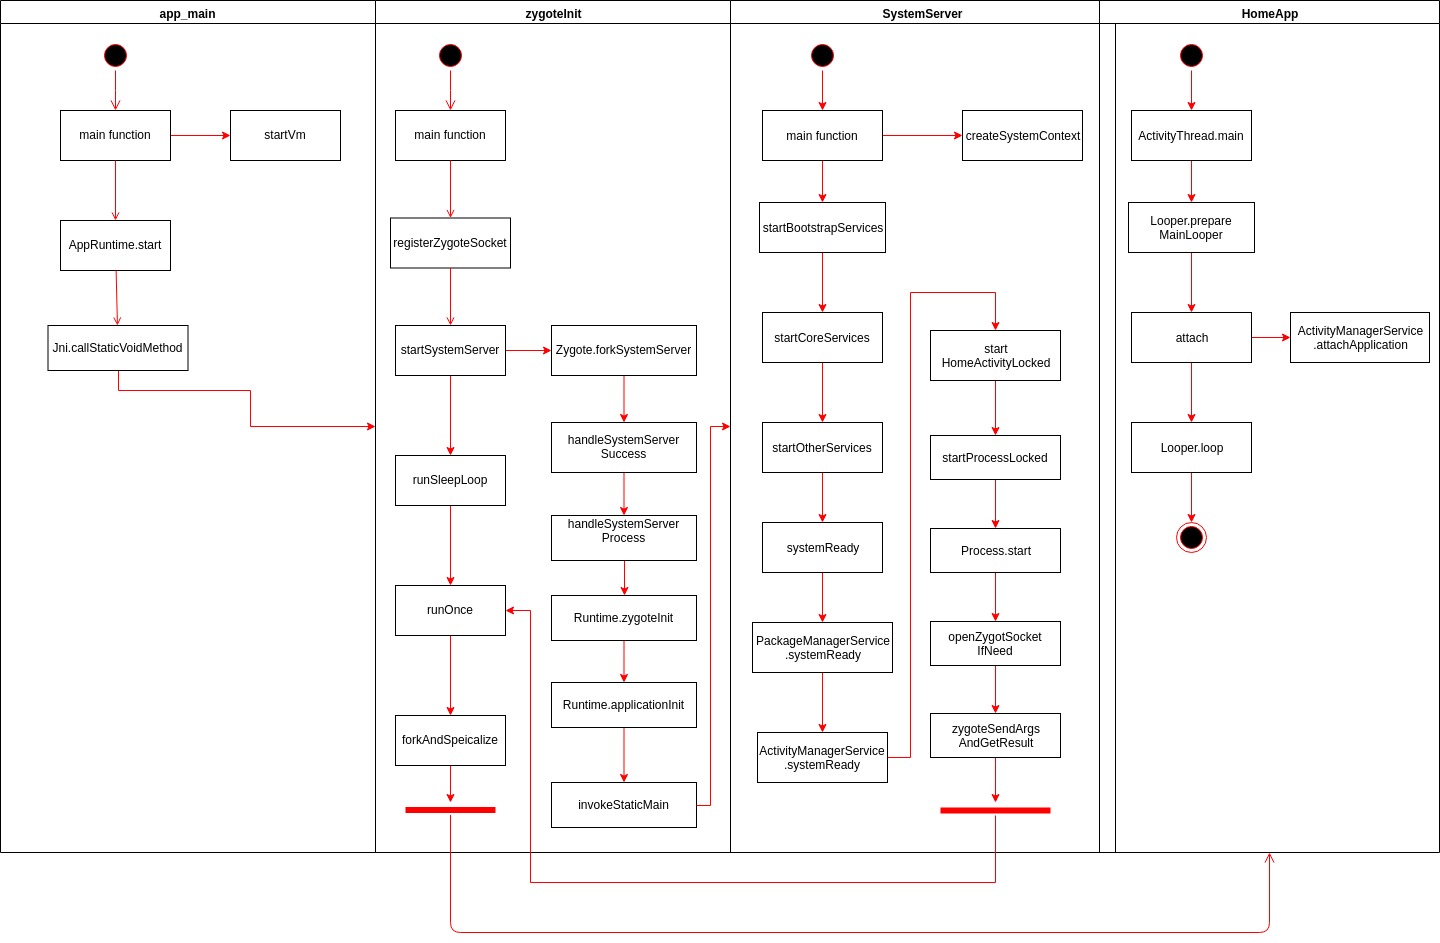 app_main
main function
startVm
AppRuntime.start
Jni.callStaticVoidMethod
zygoteInit
main function
registerZygoteSocket
startSystemServer
Zygote.forkSystemServer
handleSystemServer
Success
handleSystemServer
Process
Runtime.zygoteInit
Runtime.applicationInit
invokeStaticMain
runSleepLoop
runOnce
forkAndSpeicalize
SystemServer
main function
createSystemContext
startBootstrapServices
startCoreServices
startOtherServices
systemReady
PackageManagerService
.systemReady
ActivityManagerService
.systemReady
start
HomeActivityLocked
startProcessLocked
Process.start
openZygotSocket
IfNeed
zygoteSendArgs
AndGetResult
HomeApp
ActivityThread.main
Looper.prepare
MainLooper
attach
ActivityManagerService
.attachApplication
Looper.loop